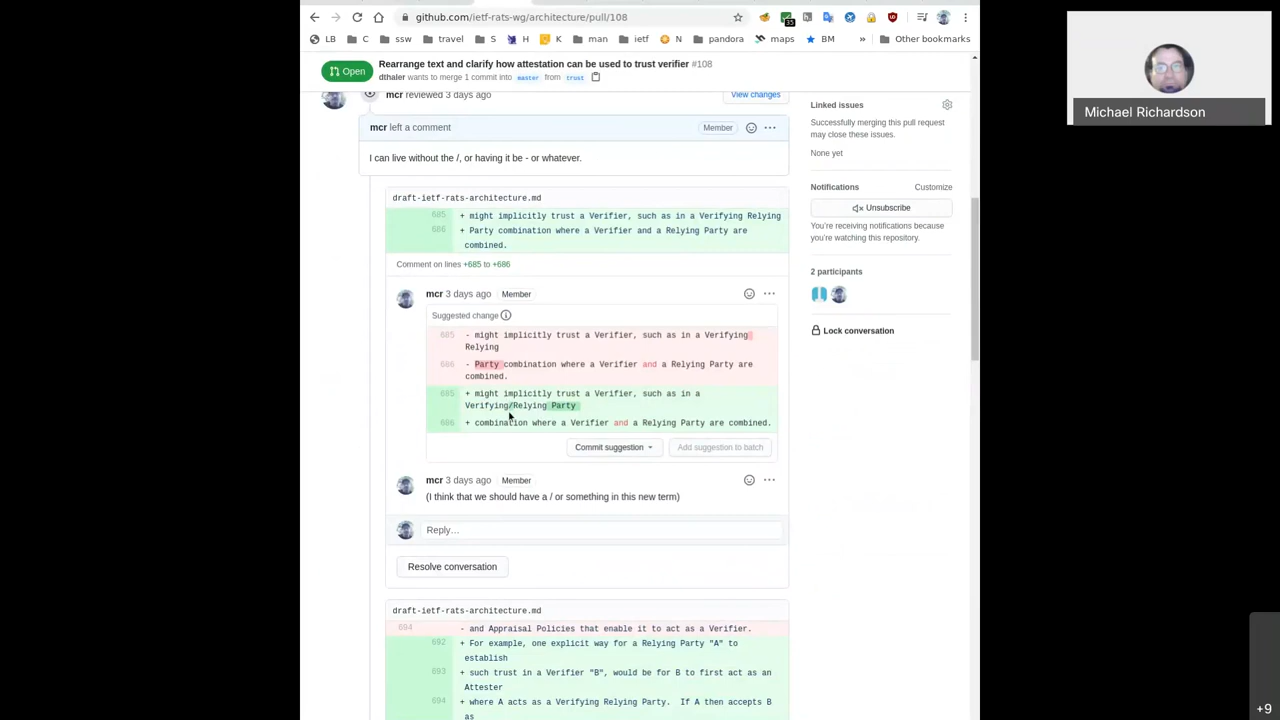 github.com/ietf-rats-wg/architecture/pull/108
35
LB C ssw travel S H K man ietf N pandora maps BM » Other bookmarks
Open
Rearrange text and clarify how attestation can be used to trust verifier #108
dthaler wants to merge 1 commit into master from trust
mcr reviewed 3 days ago
View changes
mcr left a comment
Member
I can live without the /, or having it be - or whatever.
draft-ietf-rats-architecture.md
685 + might implicitly trust a Verifier, such as in a Verifying Relying
686 + Party combination where a Verifier and a Relying Party are
combined.
Comment on lines +685 to +686
mcr 3 days ago Member
Suggested change
685 - might implicitly trust a Verifier, such as in a Verifying
Relying
686 - Party combination where a Verifier and a Relying Party are
combined.
685 + might implicitly trust a Verifier, such as in a
Verifying/Relying Party
686 + combination where a Verifier and a Relying Party are combined.
Commit suggestion
Add suggestion to batch
mcr 3 days ago Member
(I think that we should have a / or something in this new term)
Reply…
Resolve conversation
draft-ietf-rats-architecture.md
694 - and Appraisal Policies that enable it to act as a Verifier.
692 + For example, one explicit way for a Relying Party "A" to
establish
693 + such trust in a Verifier "B", would be for B to first act as an
Attester
694 + where A acts as a Verifying Relying Party. If A then accepts B
as
Linked issues
Successfully merging this pull request
may close these issues.
None yet
Notifications
Customize
Unsubscribe
You're receiving notifications because
you're watching this repository.
2 participants
Lock conversation
Michael Richardson
+9